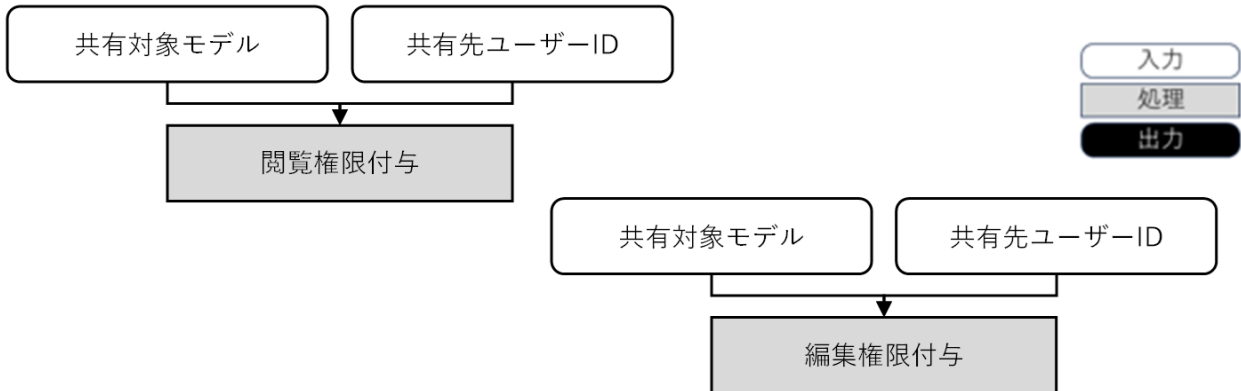 共有対象モデル
共有先ユーザーID
閲覧権限付与
入力
処理
出力
共有対象モデル
共有先ユーザーID
編集権限付与